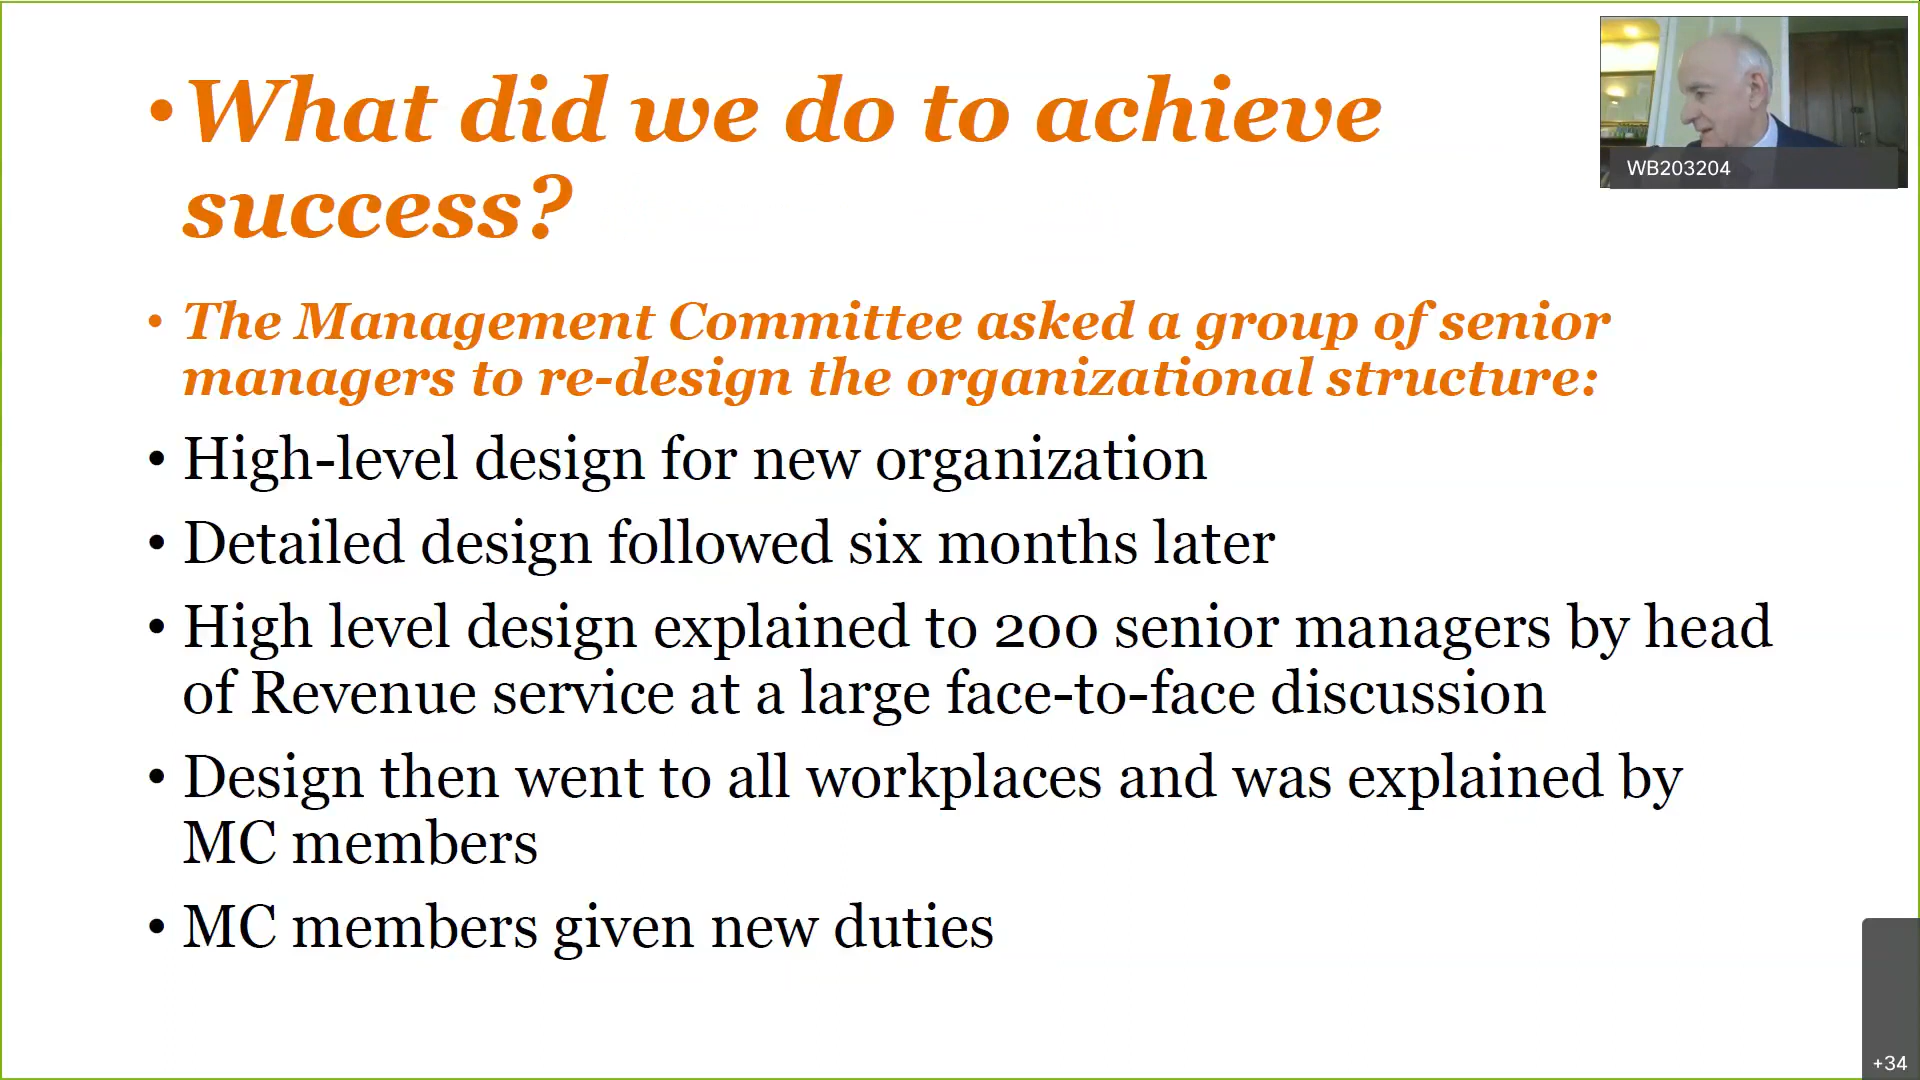 •What did we do to achieve
success?
• The Management Committee asked a group of senior
managers to re-design the organizational structure:
• High-level design for new organization
• Detailed design followed six months later
• High level design explained to 200 senior managers by head
of Revenue service at a large face-to-face discussion
• Design then went to all workplaces and was explained by
MC members
• MC members given new duties
WB203204
+34